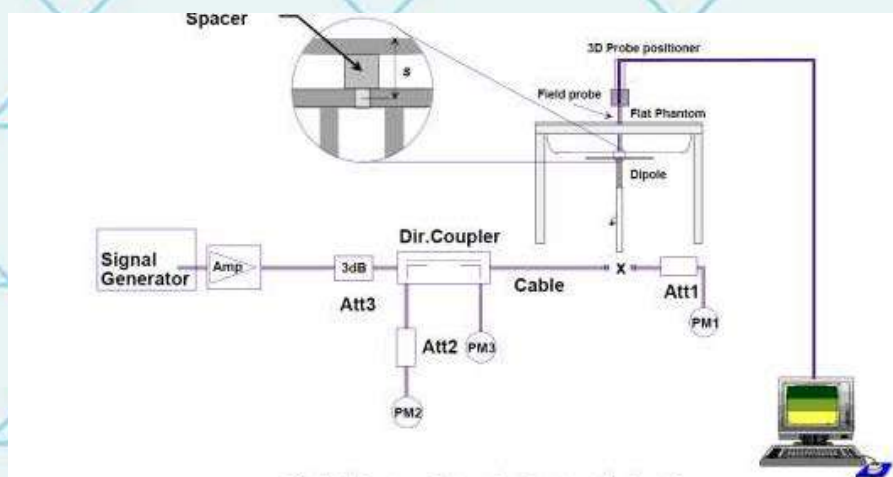 Spacer
s
3D Probe positioner
Field probe
Flat Phantom
Dipole
Signal
Generator
Amp
3dB
Att3
Dir.Coupler
Cable
x
Att1
PM1
Att2
PM3
PM2